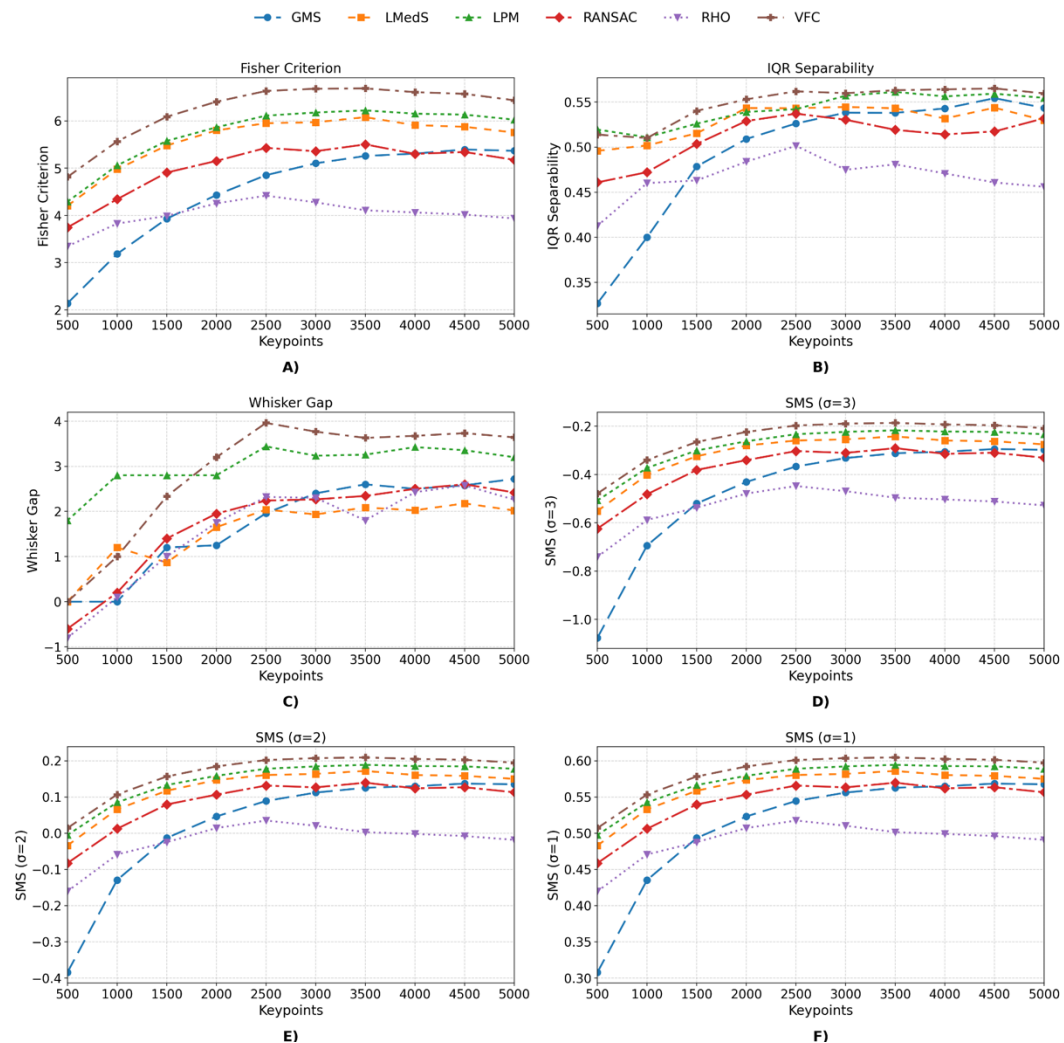 GMS LMedS LPM RANSAC RHO VFC
Fisher Criterion
Fisher Criterion
6
5
4
3
2
500 1000 1500 2000 2500 3000 3500 4000 4500 5000
Keypoints
A)
IQR Separability
IQR Separability
0.55
0.50
0.45
0.40
0.35
500 1000 1500 2000 2500 3000 3500 4000 4500 5000
Keypoints
B)
Whisker Gap
Whisker Gap
4
3
2
1
0
−1
500 1000 1500 2000 2500 3000 3500 4000 4500 5000
Keypoints
C)
SMS (σ=3)
SMS (σ=3)
−0.2
−0.4
−0.6
−0.8
−1.0
500 1000 1500 2000 2500 3000 3500 4000 4500 5000
Keypoints
D)
SMS (σ=2)
SMS (σ=2)
0.2
0.1
0.0
−0.1
−0.2
−0.3
−0.4
500 1000 1500 2000 2500 3000 3500 4000 4500 5000
Keypoints
E)
SMS (σ=1)
SMS (σ=1)
0.60
0.55
0.50
0.45
0.40
0.35
0.30
500 1000 1500 2000 2500 3000 3500 4000 4500 5000
Keypoints
F)